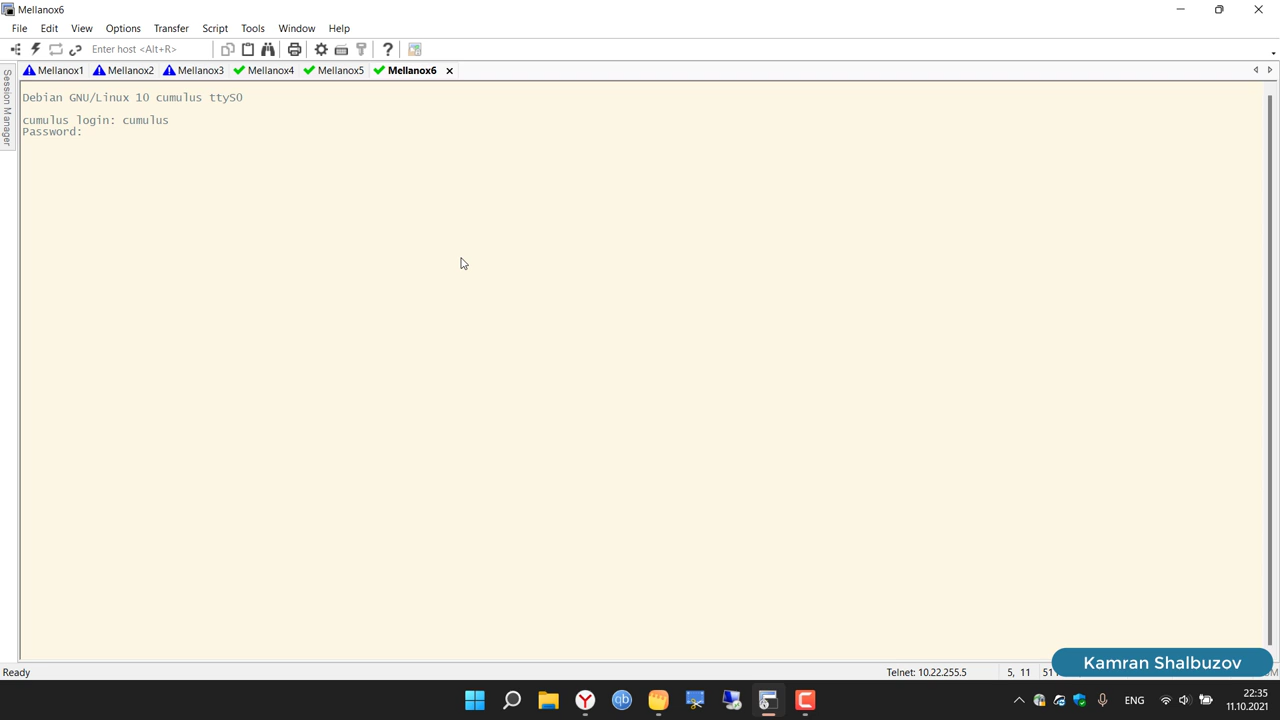 Mellanox6
File Edit View Options Transfer Script Tools Window Help
Enter host <Alt+R>
Session Manager
Mellanox1 Mellanox2 Mellanox3 Mellanox4 Mellanox5 Mellanox6
Debian GNU/Linux 10 cumulus ttyS0
cumulus login: cumulus
Password:
Ready
Telnet: 10.22.255.5 5, 11
Kamran Shalbuzov
ENG
22:35
11.10.2021